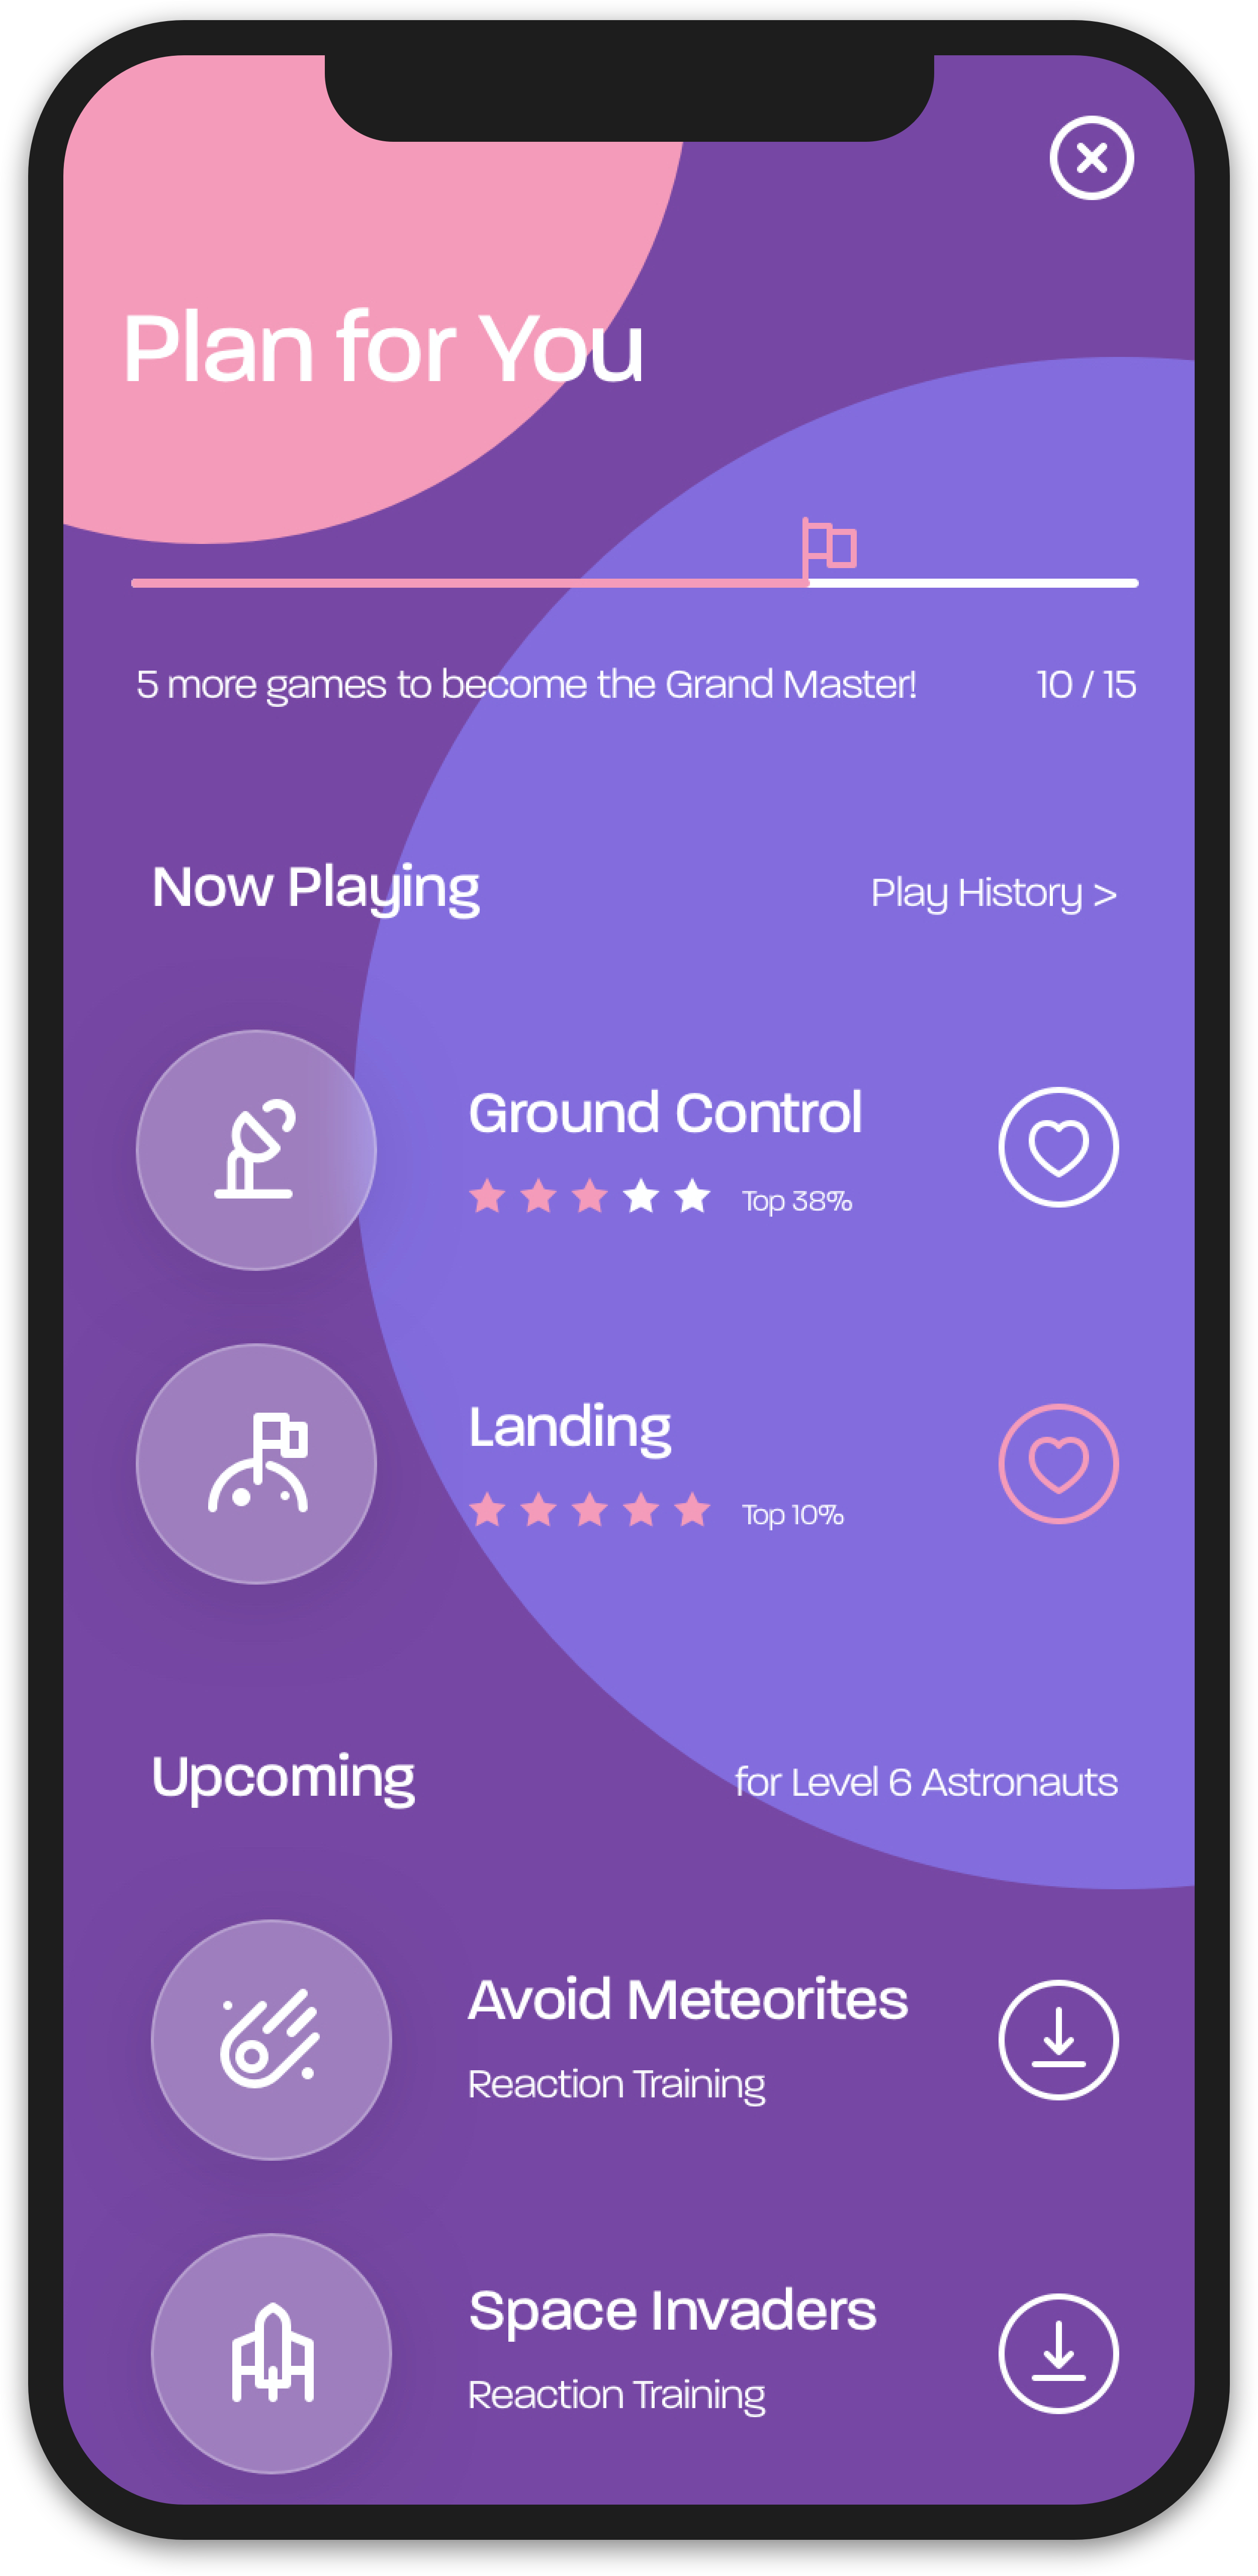 Plan for You
5 more games to become the Grand Master! 10 / 15
Now Playing Play History >
Ground Control
Top 38%
Landing
Top 10%
Upcoming for Level 6 Astronauts
Avoid Meteorites
Reaction Training
Space Invaders
Reaction Training